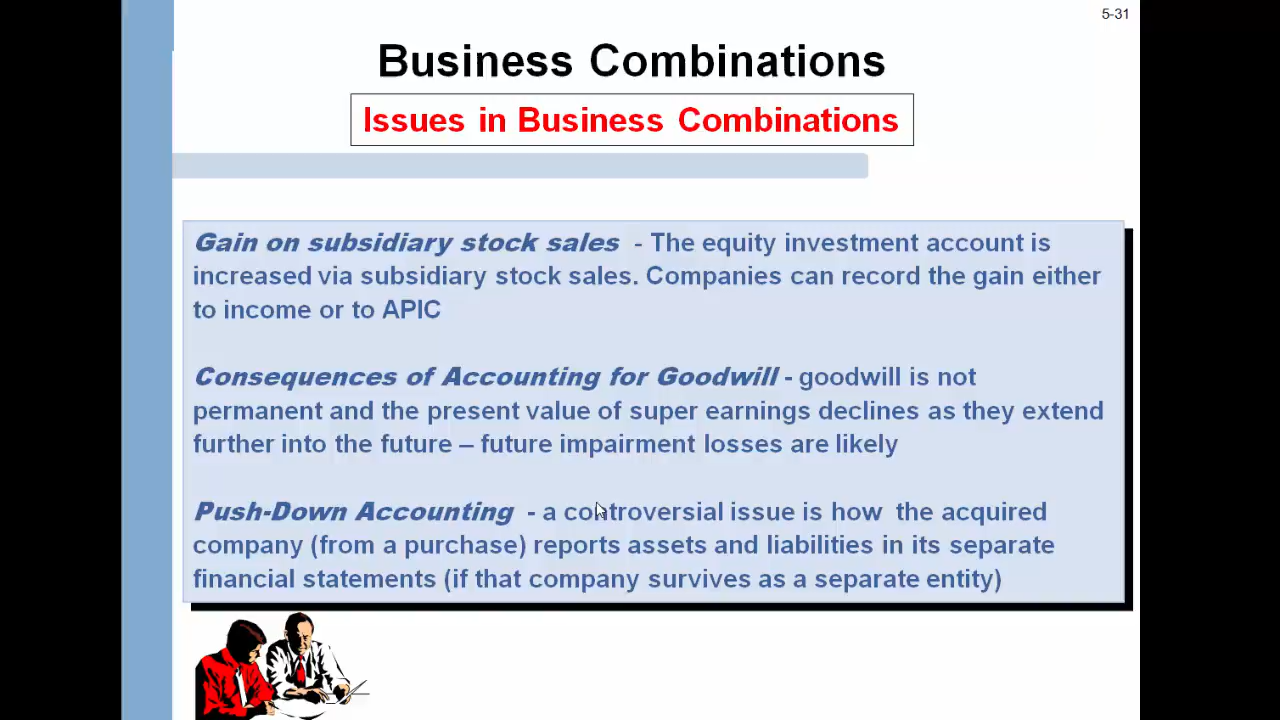 5-31
Business Combinations
Issues in Business Combinations
Gain on subsidiary stock sales - The equity investment account is
increased via subsidiary stock sales. Companies can record the gain either
to income or to APIC
Consequences of Accounting for Goodwill - goodwill is not
permanent and the present value of super earnings declines as they extend
further into the future – future impairment losses are likely
Push-Down Accounting - a controversial issue is how the acquired
company (from a purchase) reports assets and liabilities in its separate
financial statements (if that company survives as a separate entity)